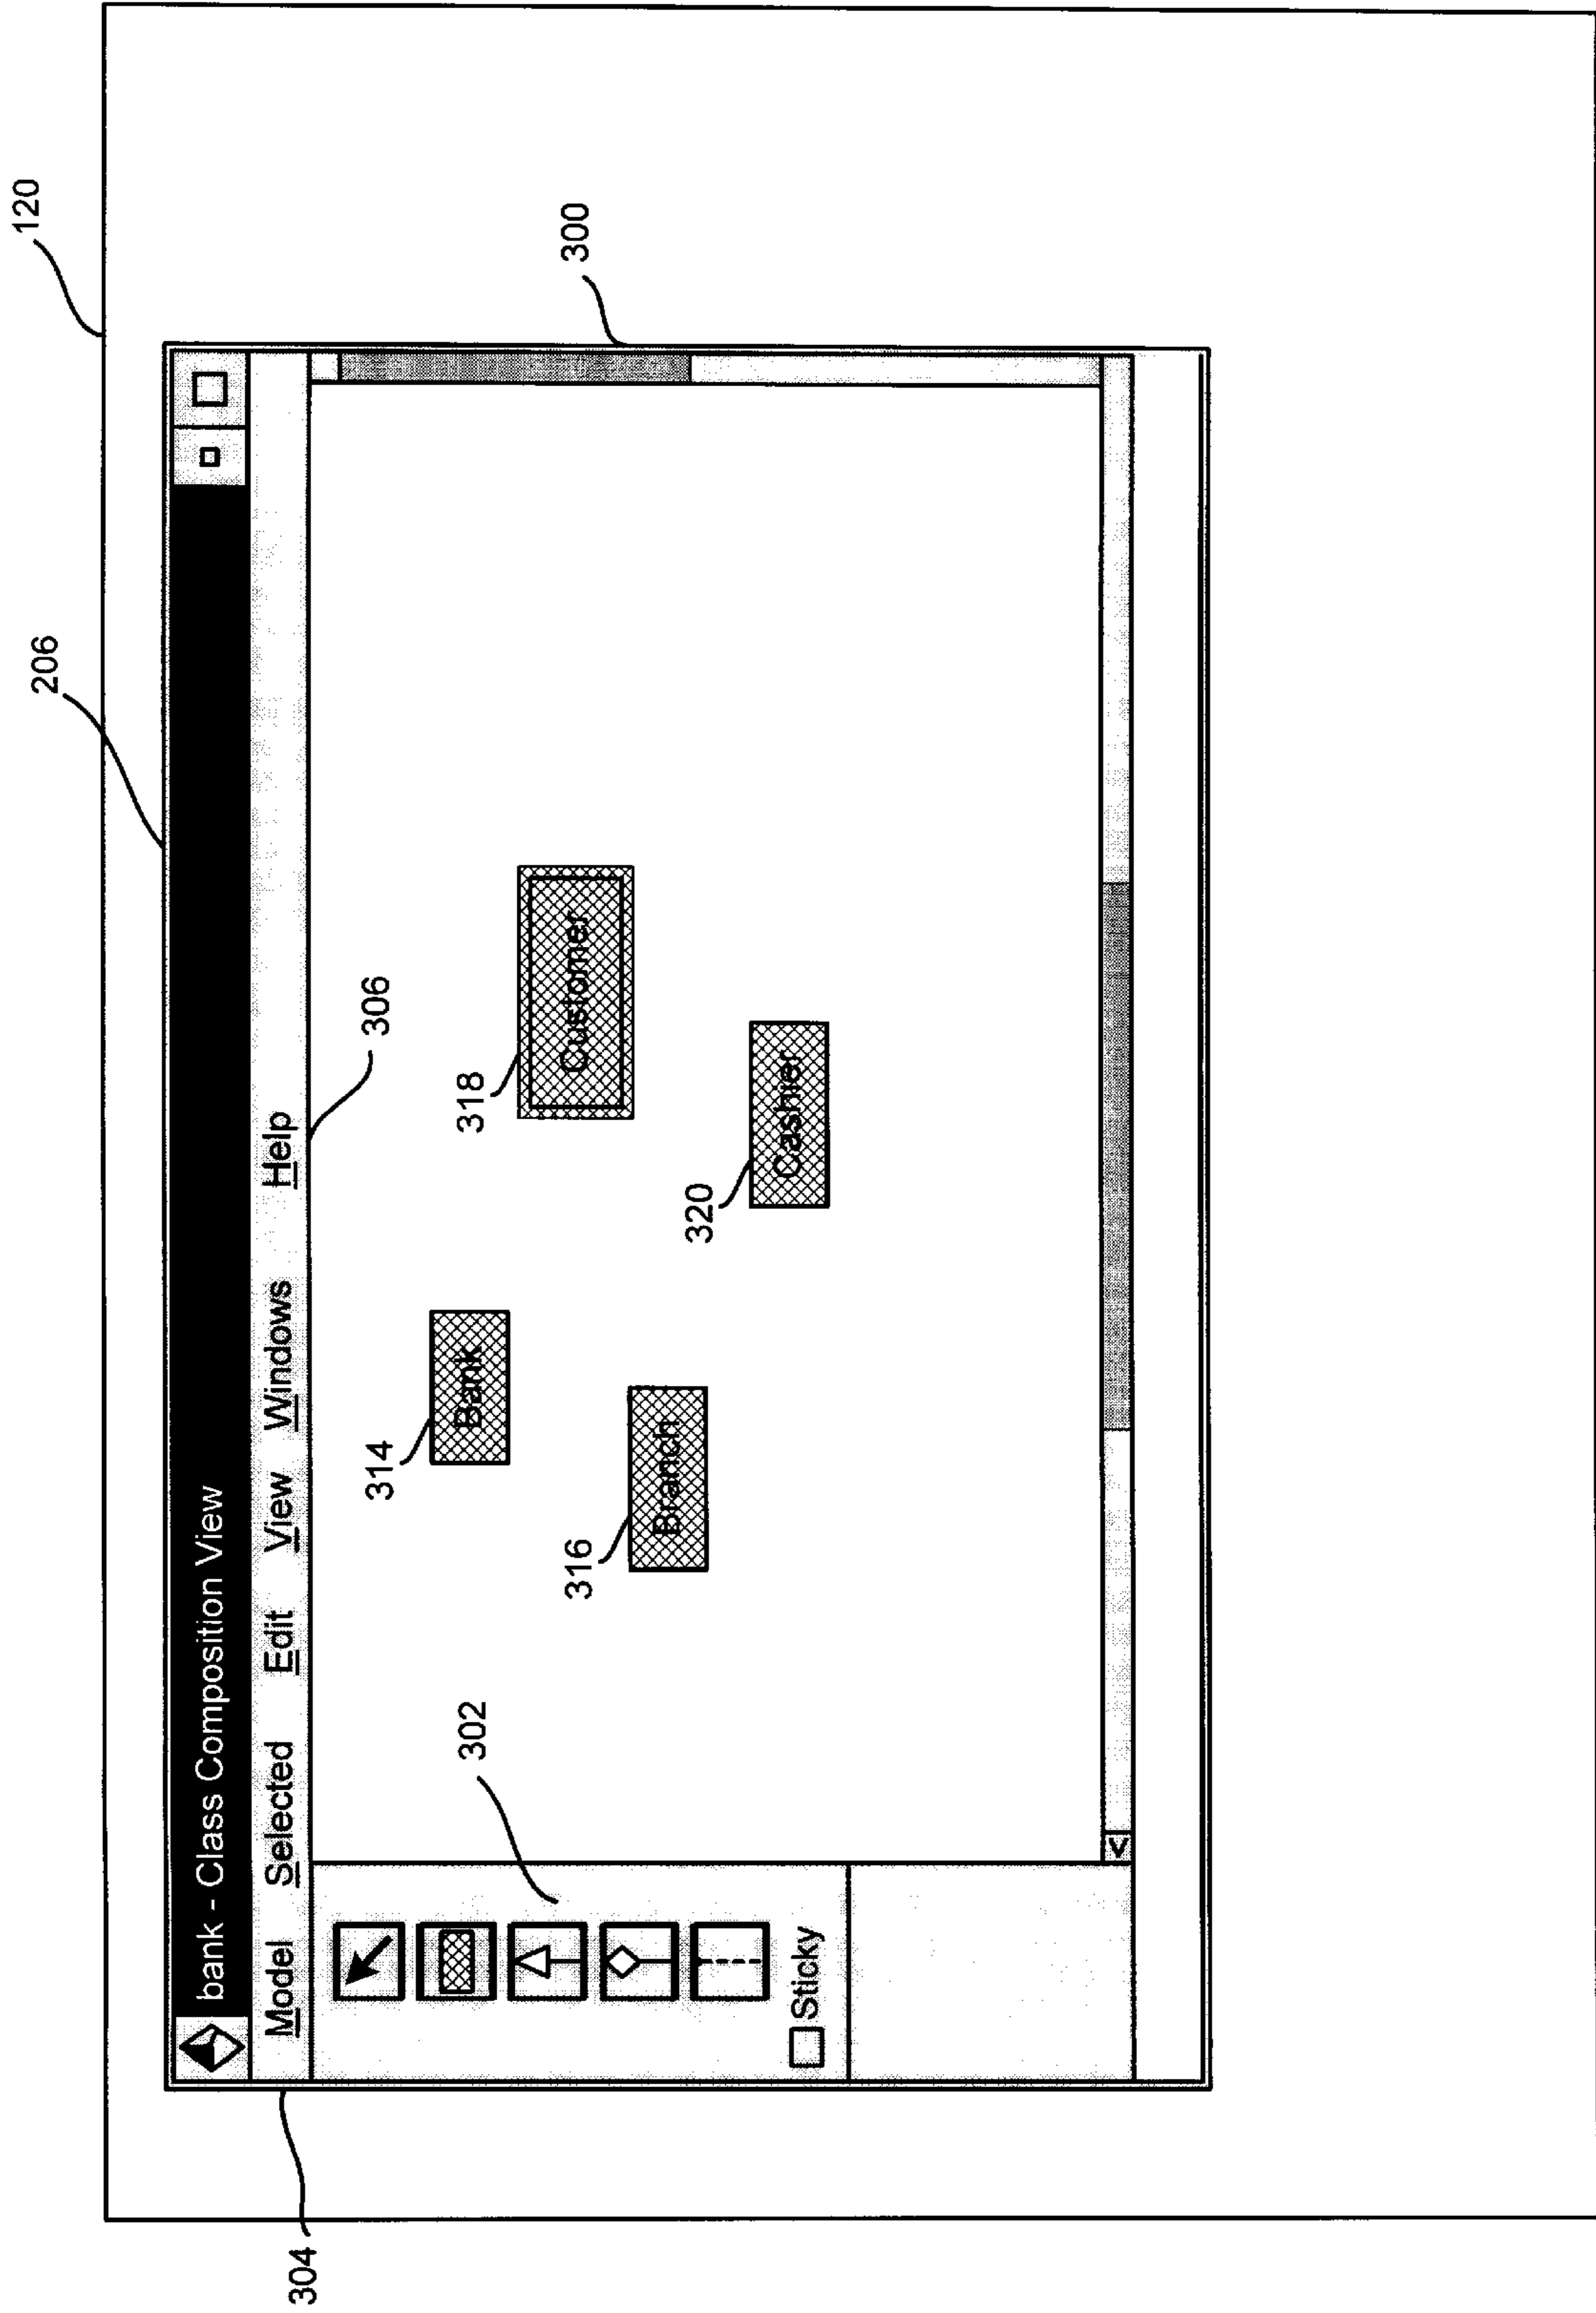 120
206
bank - Class Composition View
Model Selected Edit View Windows Help
304
306
314
Bank
302
318
Customer
300
316
Branch
320
Cashier
Sticky